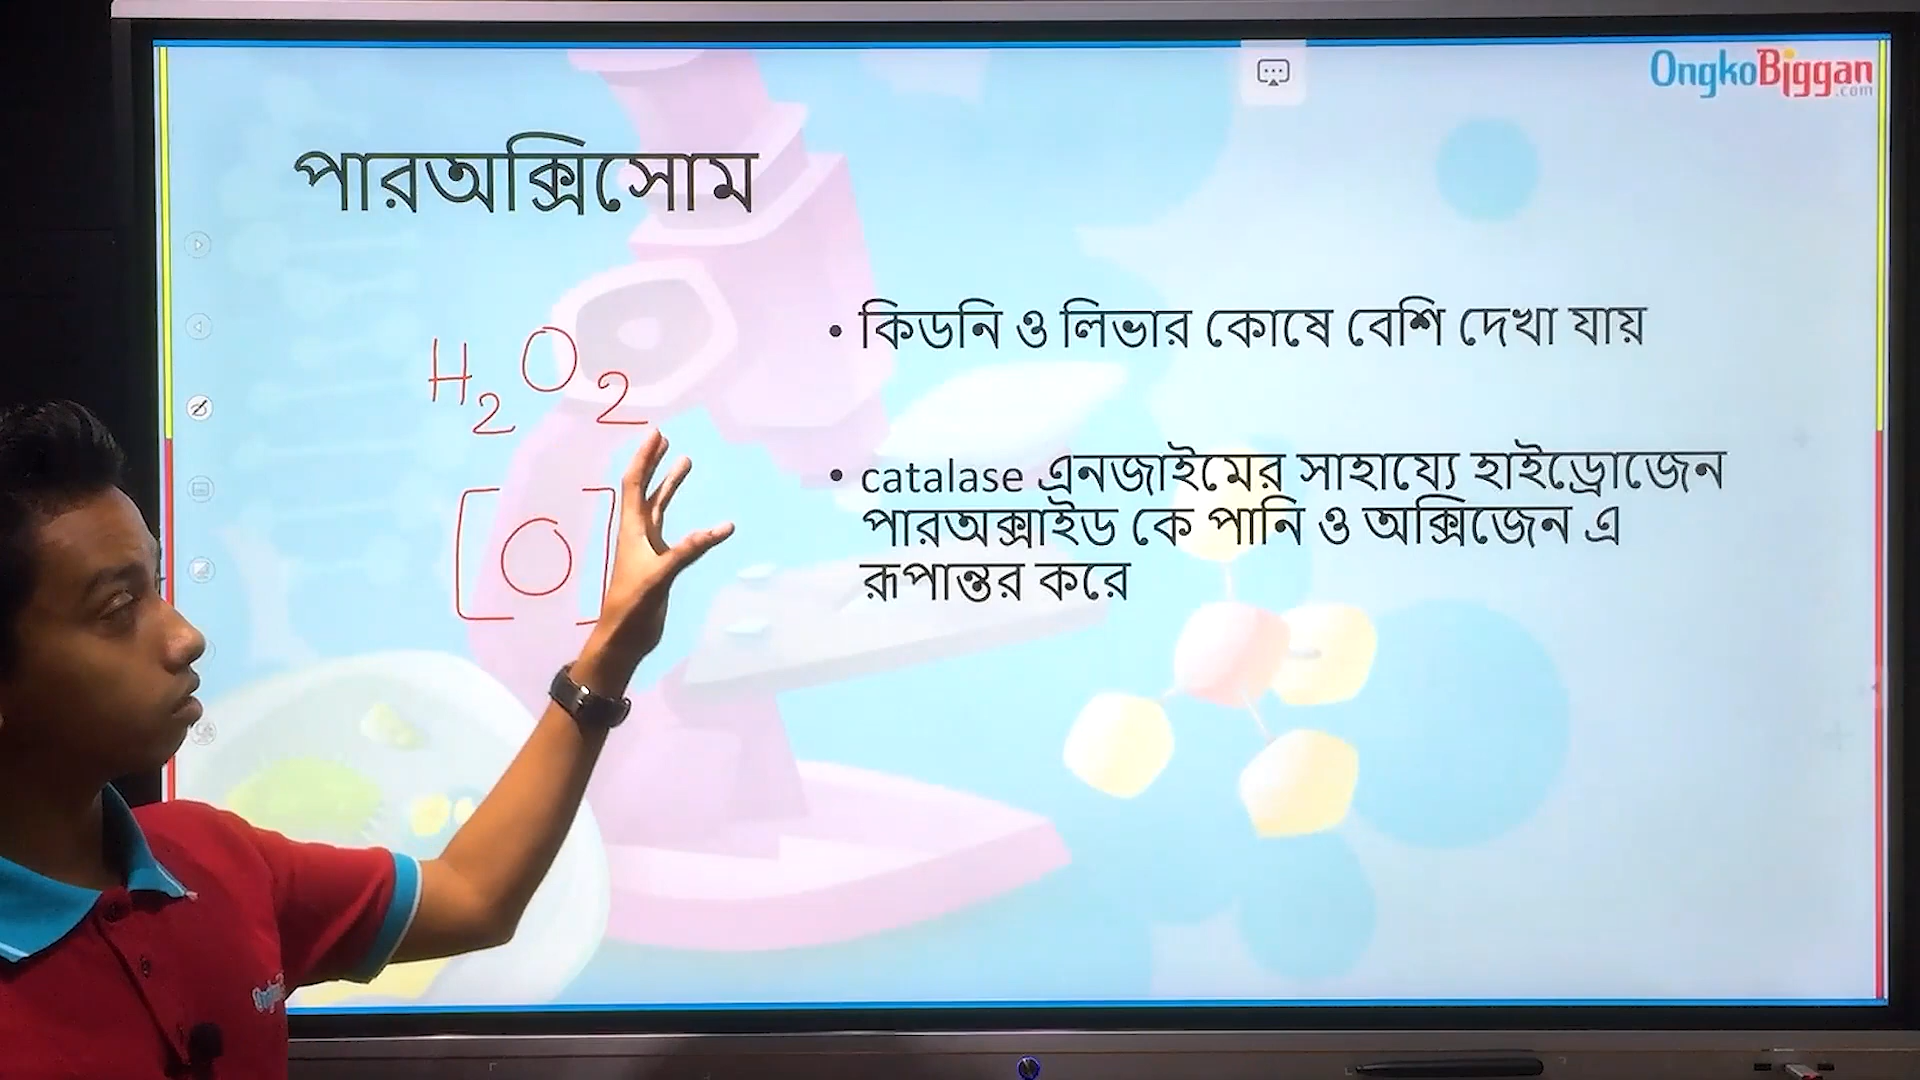 OngkoBiggan
.com
পারঅক্সিসোম
H2O2
[O]
• কিডনি ও লিভার কোষে বেশি দেখা যায়
• catalase এনজাইমের সাহায্যে হাইড্রোজেন
পারঅক্সাইড কে পানি ও অক্সিজেন এ
রূপান্তর করে